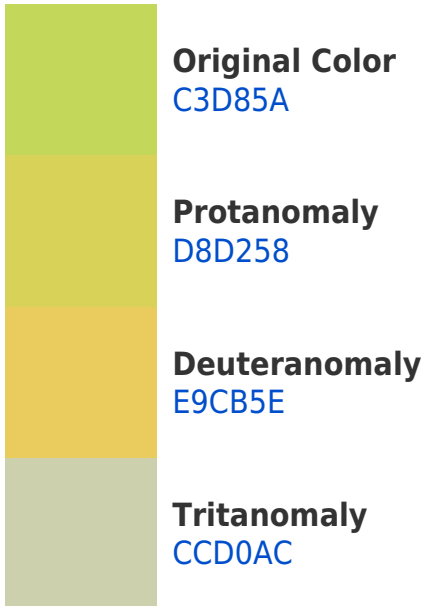 Original Color
C3D85A
Protanomaly
D8D258
Deuteranomaly
E9CB5E
Tritanomaly
CCD0AC